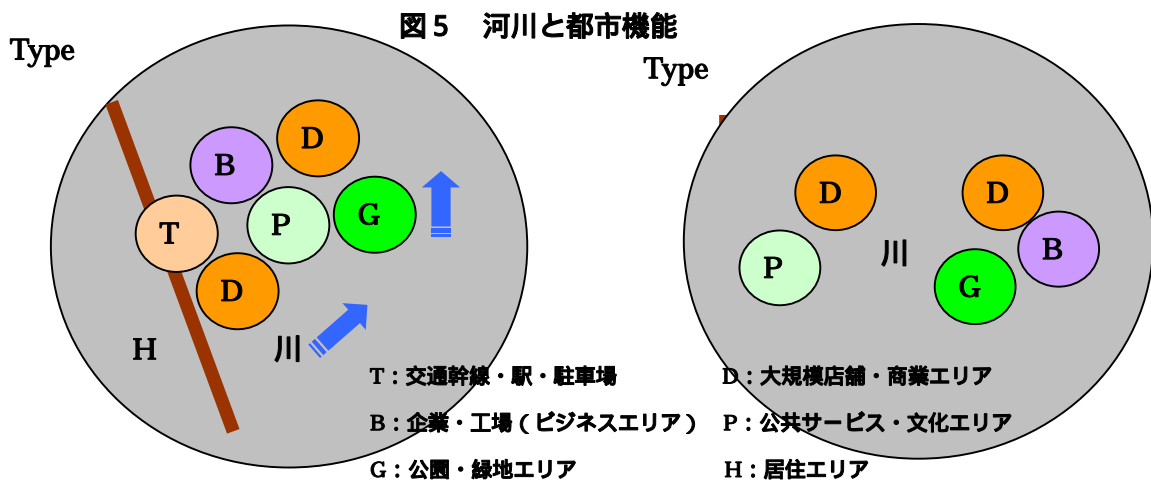 図5 河川と都市機能
Type
D
B
G
P
T
D
H
川
Type
D
D
B
川
P
G
T：交通幹線・駅・駐車場
D：大規模店舗・商業エリア
B：企業・工場（ビジネスエリア）
P：公共サービス・文化エリア
G：公園・緑地エリア
H：居住エリア